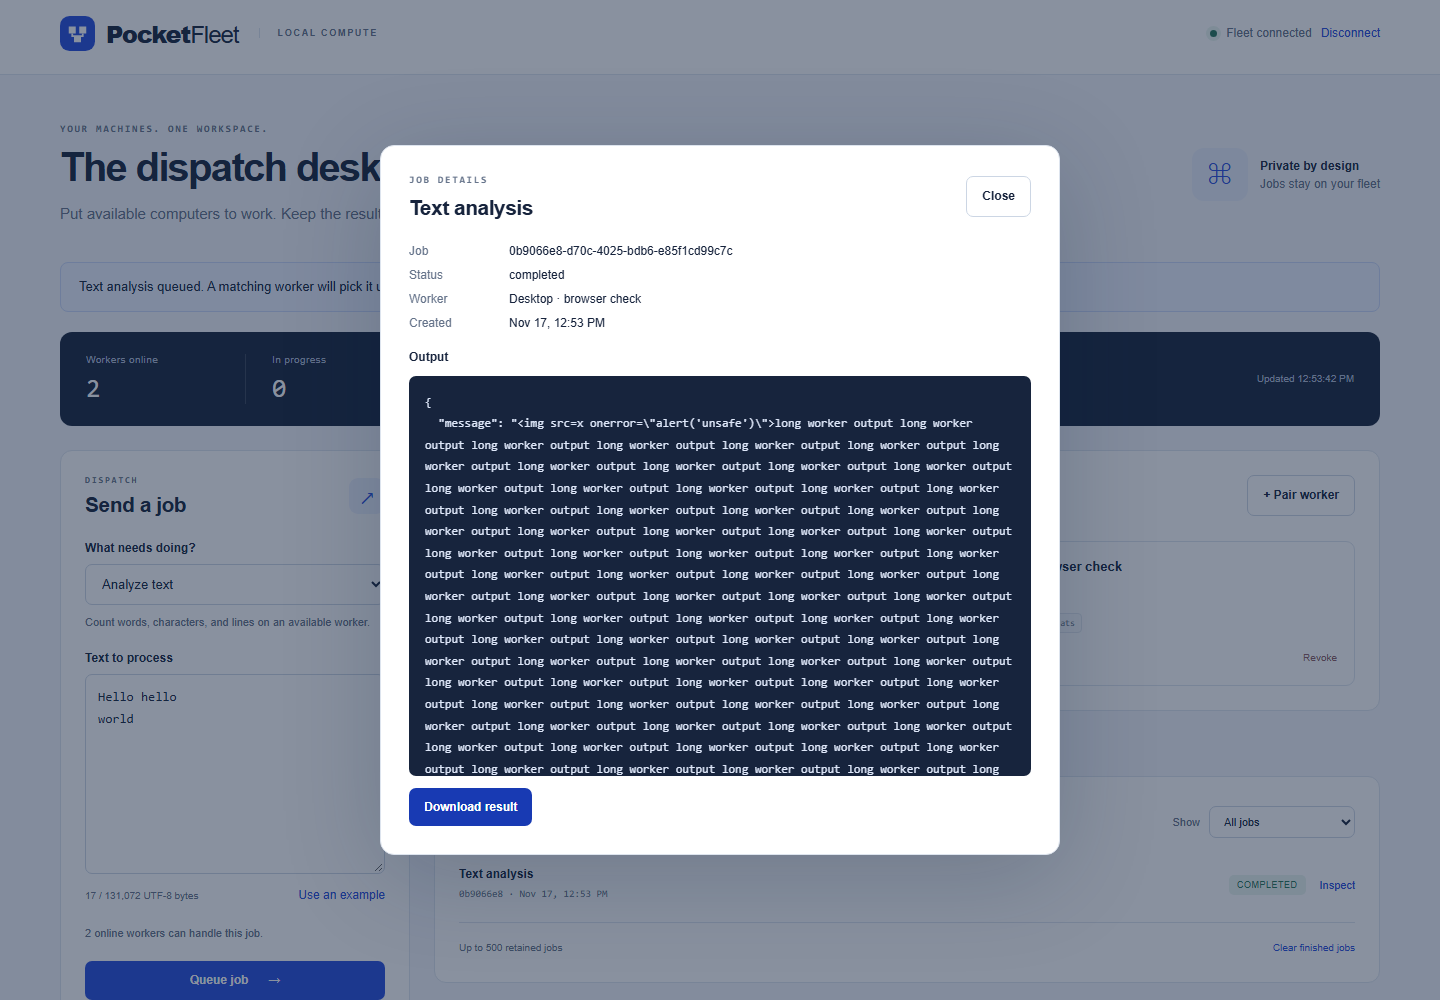 PocketFleet
LOCAL COMPUTE
Fleet connected
Disconnect
YOUR MACHINES. ONE WORKSPACE.
The dispatch desk
Put available computers to work. Keep the result
Private by design
Jobs stay on your fleet
Text analysis queued. A matching worker will pick it u
Workers online
2
In progress
0
Updated 12:53:42 PM
DISPATCH
Send a job
What needs doing?
Analyze text
Count words, characters, and lines on an available worker.
Text to process
Hello hello
world
17 / 131,072 UTF-8 bytes
Use an example
2 online workers can handle this job.
Queue job →
JOB DETAILS
Text analysis
Close
Job 0b9066e8-d70c-4025-bdb6-e85f1cd99c7c
Status completed
Worker Desktop · browser check
Created Nov 17, 12:53 PM
Output
{
"message": "<img src=x onerror=\"alert('unsafe')\">long worker output long worker
output long worker output long worker output long worker output long worker output long
worker output long worker output long worker output long worker output long worker output
long worker output long worker output long worker output long worker output long worker
output long worker output long worker output long worker output long worker output long
worker output long worker output long worker output long worker output long worker output
long worker output long worker output long worker output long worker output long worker
output long worker output long worker output long worker output long worker output long
worker output long worker output long worker output long worker output long worker output
long worker output long worker output long worker output long worker output long worker
output long worker output long worker output long worker output long worker output long
worker output long worker output long worker output long worker output long worker output
long worker output long worker output long worker output long worker output long worker
output long worker output long worker output long worker output long worker output long
worker output long worker output long worker output long worker output long worker output
long worker output long worker output long worker output long worker output long worker
output long worker output long worker output long worker output long worker output long
Download result
+ Pair worker
ser check
ats
Revoke
Show
All jobs
Text analysis
0b9066e8 · Nov 17, 12:53 PM
COMPLETED
Inspect
Up to 500 retained jobs
Clear finished jobs